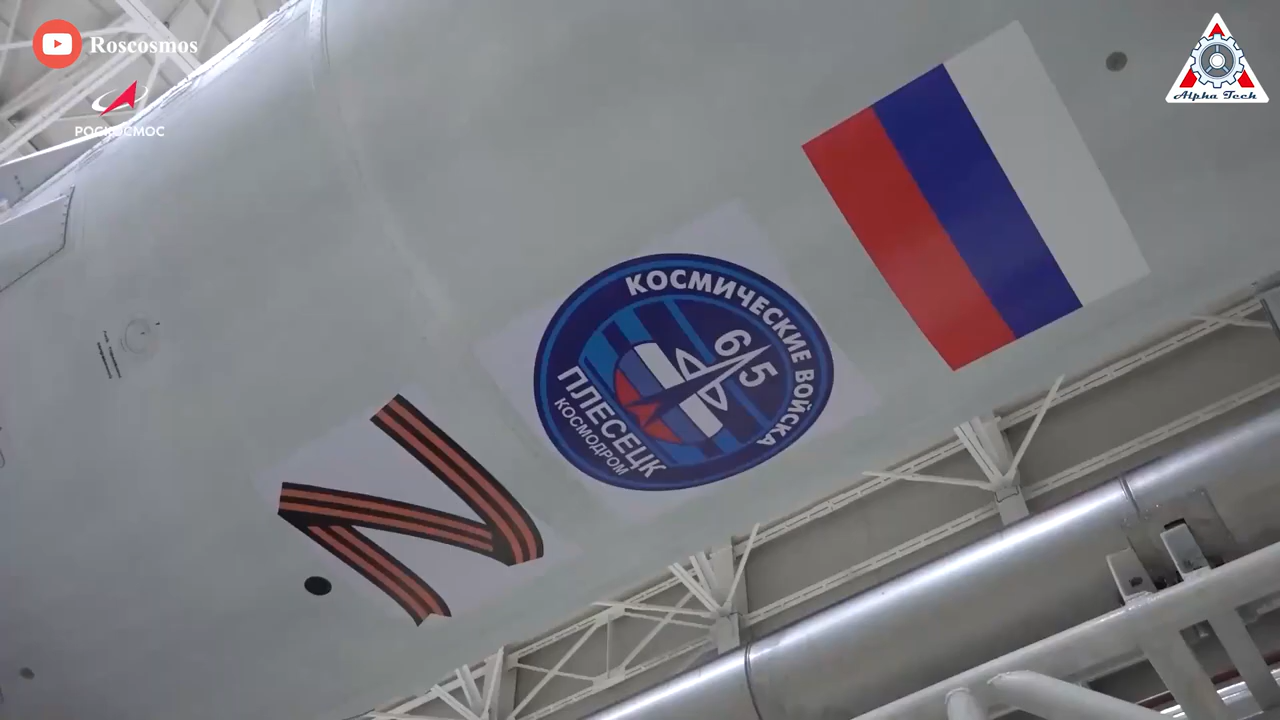 Roscosmos
РОСКОСМОС
Alpha Tech
КОСМИЧЕСКИЕ ВОЙСКА
65
ПЛЕСЕЦК
КОСМОДРОМ
Z